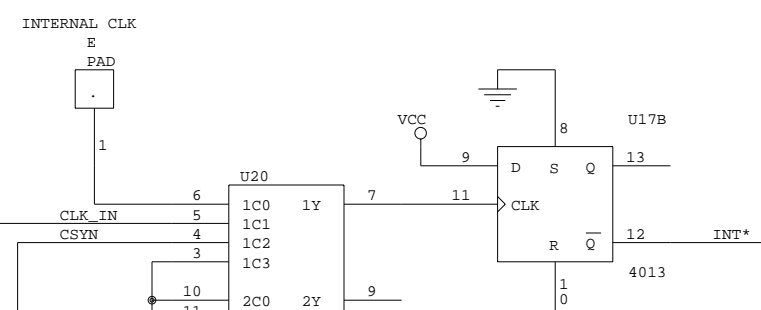 INTERNAL CLK
E
PAD
.
1
VCC
8
U17B
9
D S Q
13
U20
6
1C0
1Y
7
11
CLK
CLK_IN
5
1C1
CSYN
4
1C2
R Q
12
INT*
3
1C3
4013
10
2C0
2Y
9
1
0
11